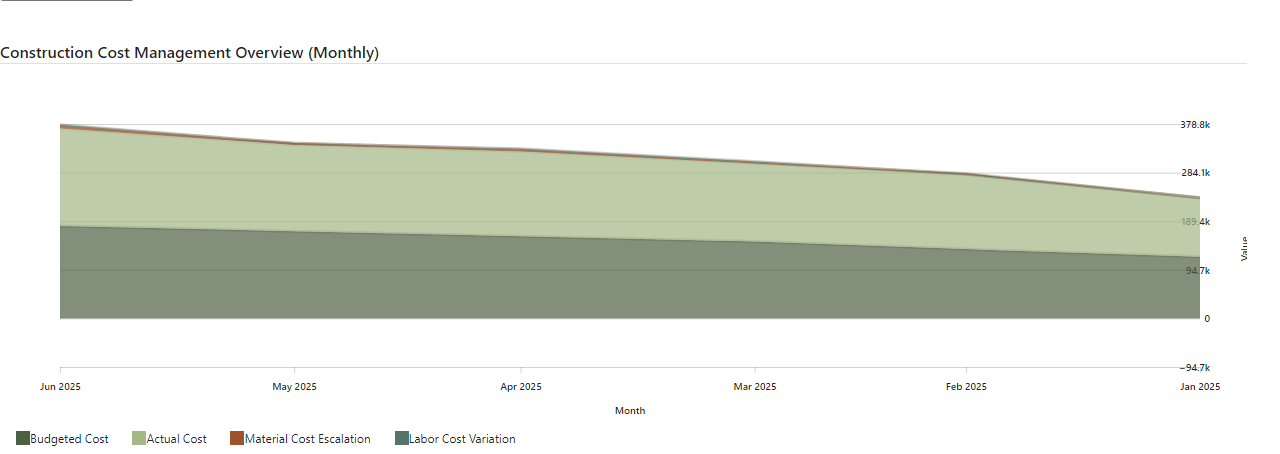 Construction Cost Management Overview (Monthly)
378.8k
284.1k
189.4k
94.7k
0
−94.7k
Value
Jun 2025 May 2025 Apr 2025 Mar 2025 Feb 2025 Jan 2025
Month
Budgeted Cost Actual Cost Material Cost Escalation Labor Cost Variation